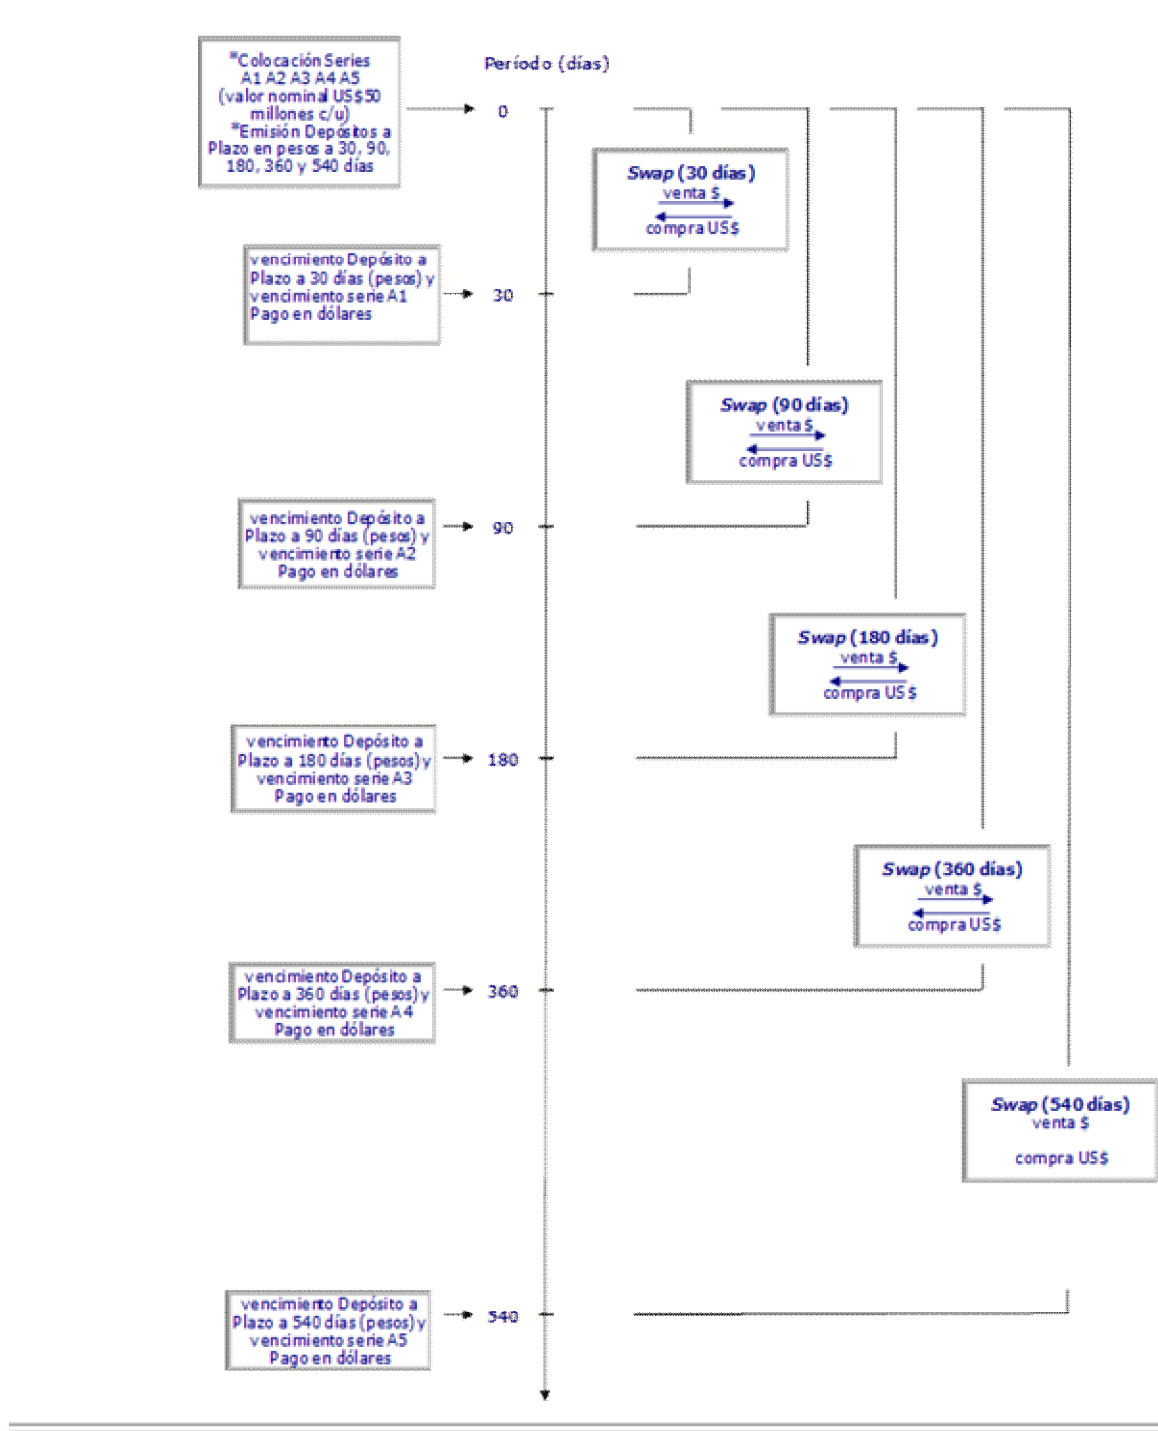 *Colocación Series
A1 A2 A3 A4 A5
(valor nominal US$50
millones c/u)
*Emisión Depósitos a
Plazo en pesos a 30, 90,
180, 360 y 540 días
Período (días)
0
Swap (30 días)
venta $
compra US$
vencimiento Depósito a
Plazo a 30 días (pesos) y
vencimiento serie A1
Pago en dólares
30
Swap (90 días)
venta $
compra US$
vencimiento Depósito a
Plazo a 90 días (pesos) y
vencimiento serie A2
Pago en dólares
90
Swap (180 días)
venta $
compra US$
vencimiento Depósito a
Plazo a 180 días (pesos) y
vencimiento serie A3
Pago en dólares
180
Swap (360 días)
venta $
compra US$
vencimiento Depósito a
Plazo a 360 días (pesos) y
vencimiento serie A4
Pago en dólares
360
Swap (540 días)
venta $
compra US$
vencimiento Depósito a
Plazo a 540 días (pesos) y
vencimiento serie A5
Pago en dólares
540